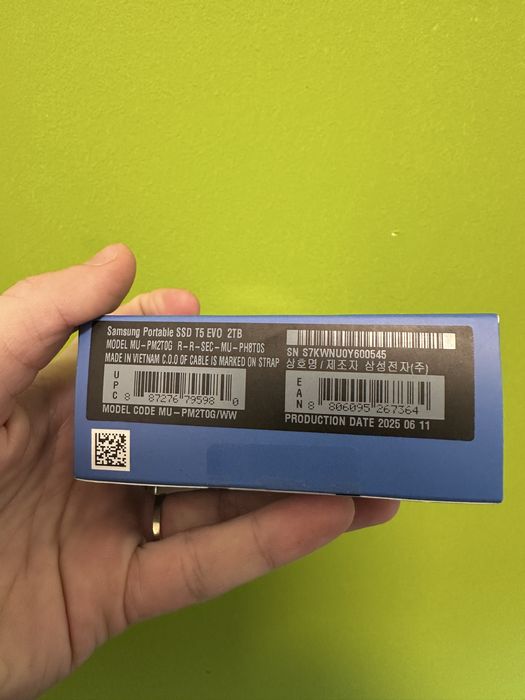 Samsung Portable SSD T5 EVO 2TB
MODEL MU-PM2T0G R-R-SEC-MU-PH8T0S
MADE IN VIETNAM C.O.O OF CABLE IS MARKED ON STRAP
UPC
8 87276 79598 0
MODEL CODE MU-PM2T0G/WW
SN S7KWNU0Y600545
상호명/제조자 삼성전자(주)
EAN
8 806095 267364
PRODUCTION DATE 2025 06 11